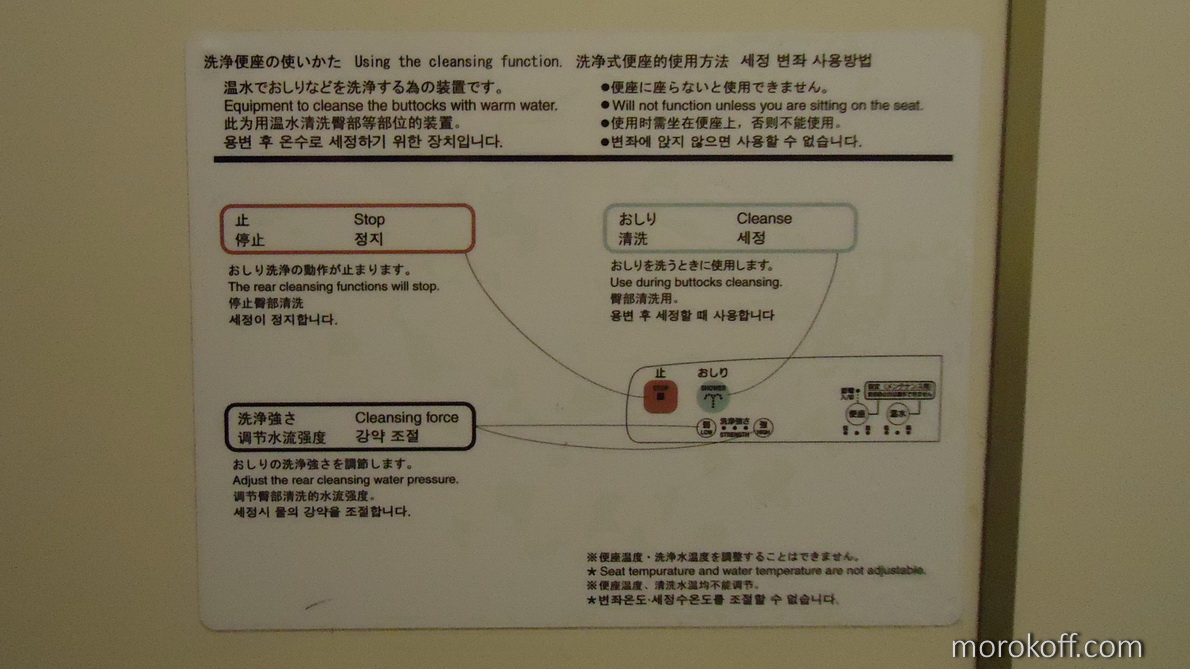 洗浄便座の使いかた Using the cleansing function. 洗净式便座的使用方法 세정 변좌 사용방법
温水でおしりなどを洗浄する為の装置です。
Equipment to cleanse the buttocks with warm water.
此为用温水清洗臀部等部位的装置。
용변 후 온수로 세정하기 위한 장치입니다.
●便座に座らないと使用できません。
●Will not function unless you are sitting on the seat.
●使用时需坐在便座上，否则不能使用。
●변좌에 앉지 않으면 사용할 수 없습니다.
止 Stop
停止 정지
おしり洗浄の動作が止まります。
The rear cleansing functions will stop.
停止臀部清洗
세정이 정지합니다.
おしり Cleanse
清洗 세정
おしりを洗うときに使用します。
Use during buttocks cleansing.
臀部清洗用。
용변 후 세정할 때 사용합니다
止 おしり
STOP SHOWER
洗浄強さ
弱 強
LOW STRENGTH HIGH
便座 温水
洗浄強さ Cleansing force
调节水流强度 강약 조절
おしりの洗浄強さを調節します。
Adjust the rear cleansing water pressure.
调节臀部清洗的水流强度。
세정시 물의 강약을 조절합니다.
※便座温度・洗浄水温度を調整することはできません。
★Seat tempurature and water temperature are not adjustable.
※便座温度、清洗水温均不能调节。
★변좌온도·세정수온도를 조절할 수 없습니다.
morokoff.com